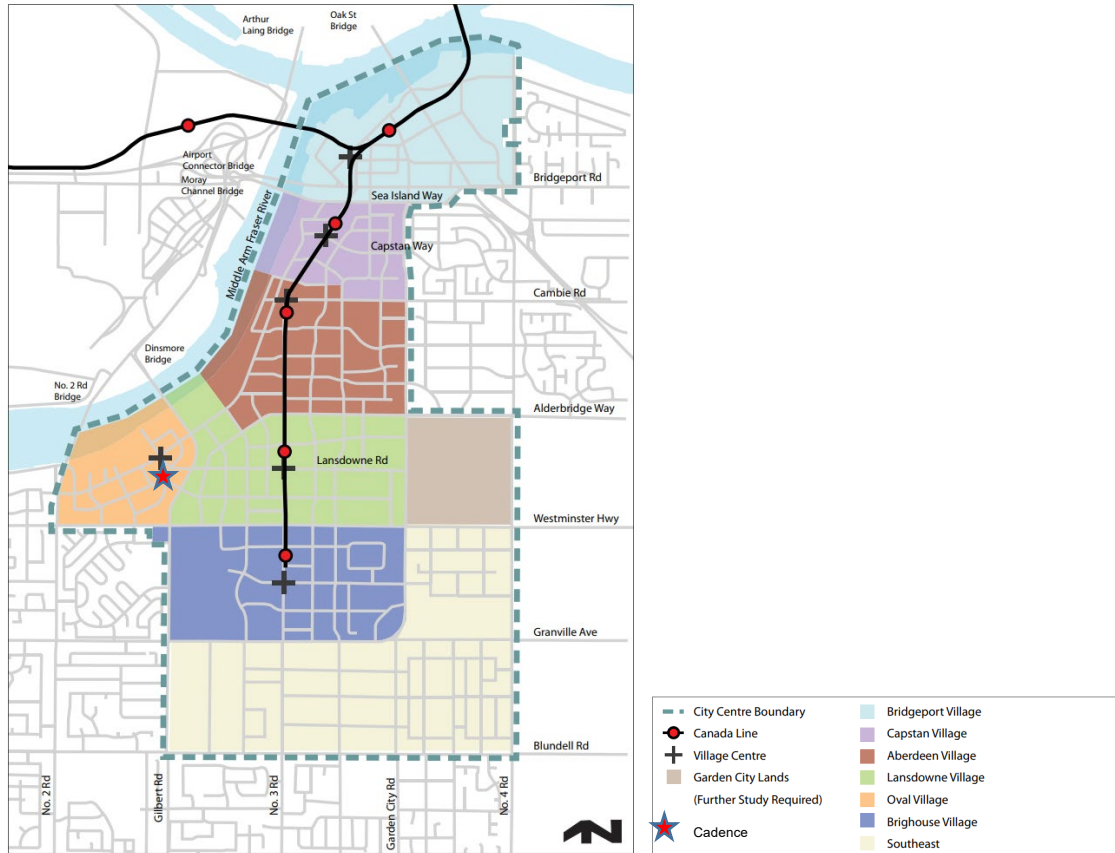 Arthur
Laing Bridge
Oak St
Bridge
Airport
Connector Bridge
Moray
Channel Bridge
Bridgeport Rd
Sea Island Way
Middle Arm Fraser River
Capstan Way
Cambie Rd
Dinsmore
Bridge
No. 2 Rd
Bridge
Alderbridge Way
Lansdowne Rd
Westminster Hwy
Granville Ave
Blundell Rd
No. 2 Rd
Gilbert Rd
No. 3 Rd
Garden City Rd
No. 4 Rd
N
City Centre Boundary
Canada Line
Village Centre
Garden City Lands
(Further Study Required)
Cadence
Bridgeport Village
Capstan Village
Aberdeen Village
Lansdowne Village
Oval Village
Brighouse Village
Southeast